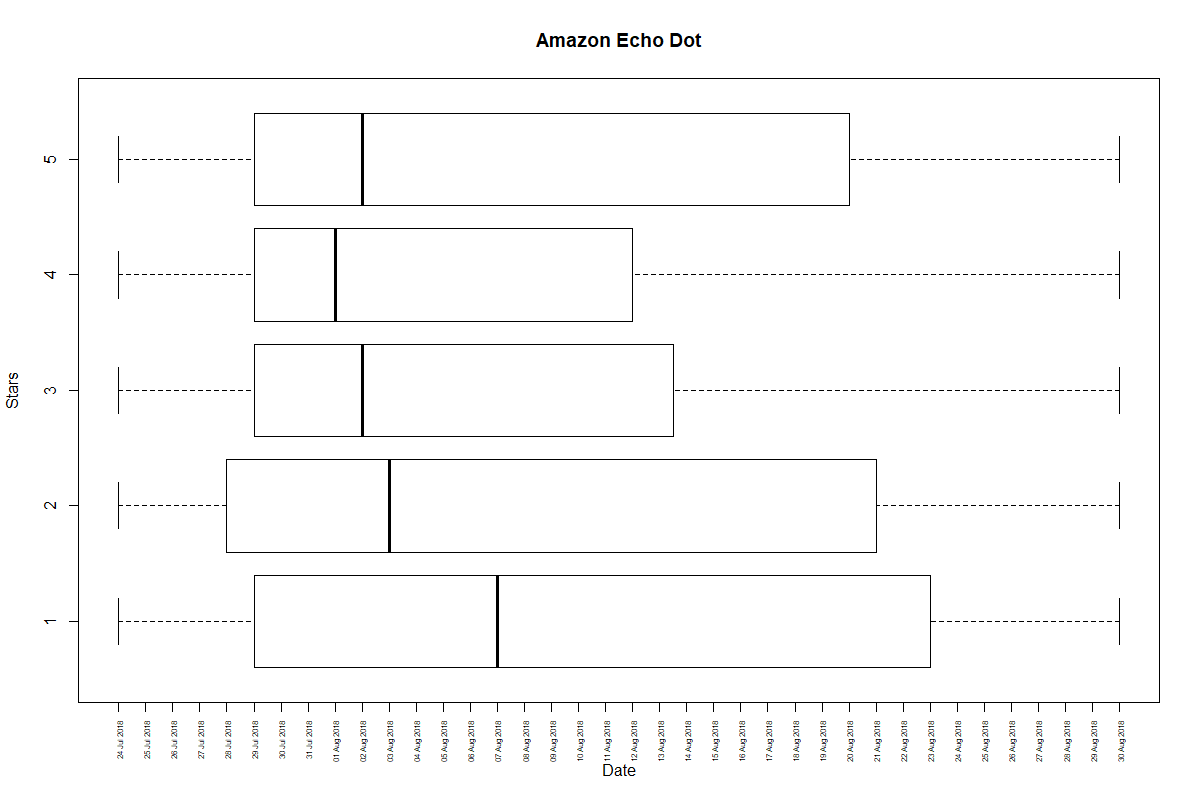 Amazon Echo Dot
5
4
3
2
1
Stars
24 Jul 2018
25 Jul 2018
26 Jul 2018
27 Jul 2018
28 Jul 2018
29 Jul 2018
30 Jul 2018
31 Jul 2018
01 Aug 2018
02 Aug 2018
03 Aug 2018
04 Aug 2018
05 Aug 2018
06 Aug 2018
07 Aug 2018
08 Aug 2018
09 Aug 2018
10 Aug 2018
11 Aug 2018
12 Aug 2018
13 Aug 2018
14 Aug 2018
15 Aug 2018
16 Aug 2018
17 Aug 2018
18 Aug 2018
19 Aug 2018
20 Aug 2018
21 Aug 2018
22 Aug 2018
23 Aug 2018
24 Aug 2018
25 Aug 2018
26 Aug 2018
27 Aug 2018
28 Aug 2018
29 Aug 2018
30 Aug 2018
Date